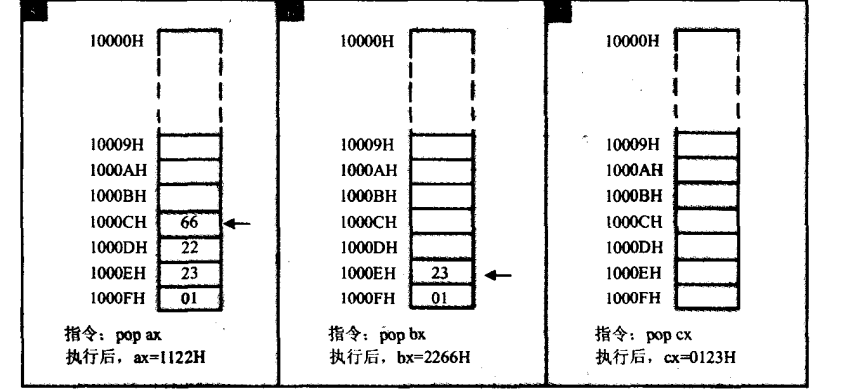 10000H
10009H
1000AH
1000BH
1000CH 66
1000DH 22
1000EH 23
1000FH 01
指令：pop ax
执行后，ax=1122H
10000H
10009H
1000AH
1000BH
1000CH
1000DH
1000EH 23
1000FH 01
指令：pop bx
执行后，bx=2266H
10000H
10009H
1000AH
1000BH
1000CH
1000DH
1000EH
1000FH
指令：pop cx
执行后，cx=0123H